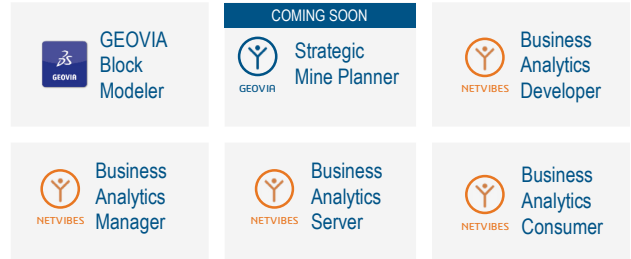 GEOVIA
Block
Modeler
3S
GEOVIA
COMING SOON
Strategic
Mine Planner
GEOVIA
Business
Analytics
Developer
NETVIBES
Business
Analytics
Manager
NETVIBES
Business
Analytics
Server
NETVIBES
Business
Analytics
Consumer
NETVIBES